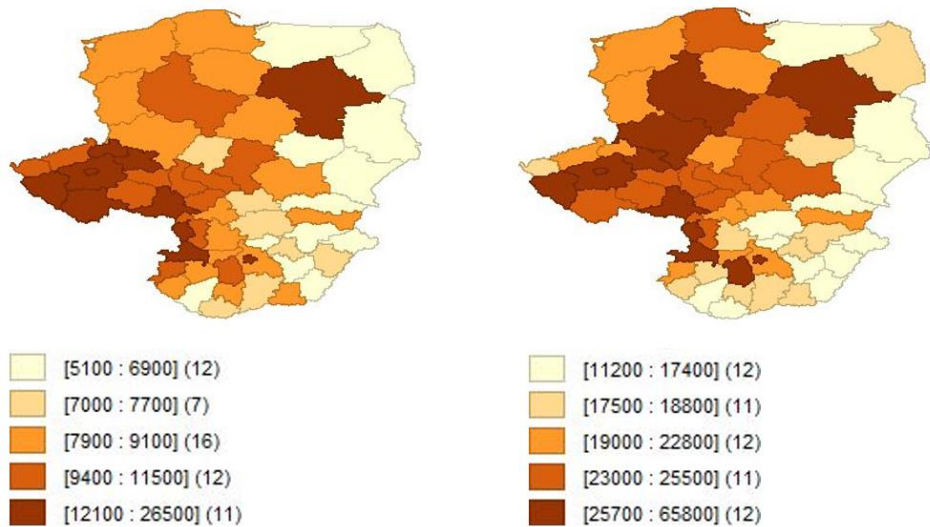 [5100 : 6900] (12)
[7000 : 7700] (7)
[7900 : 9100] (16)
[9400 : 11500] (12)
[12100 : 26500] (11)
[11200 : 17400] (12)
[17500 : 18800] (11)
[19000 : 22800] (12)
[23000 : 25500] (11)
[25700 : 65800] (12)